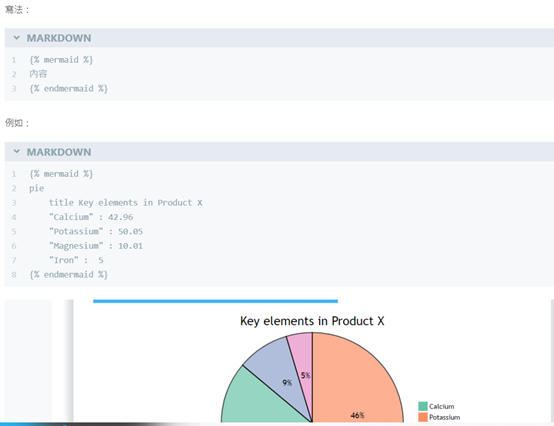 寫法：
MARKDOWN
1 {% mermaid %}
2 內容
3 {% endmermaid %}
例如：
MARKDOWN
1 {% mermaid %}
2 pie
3 title Key elements in Product X
4 "Calcium" : 42.96
5 "Potassium" : 50.05
6 "Magnesium" : 10.01
7 "Iron" :  5
8 {% endmermaid %}
Key elements in Product X
5%
9%
46%
Calcium
Potassium